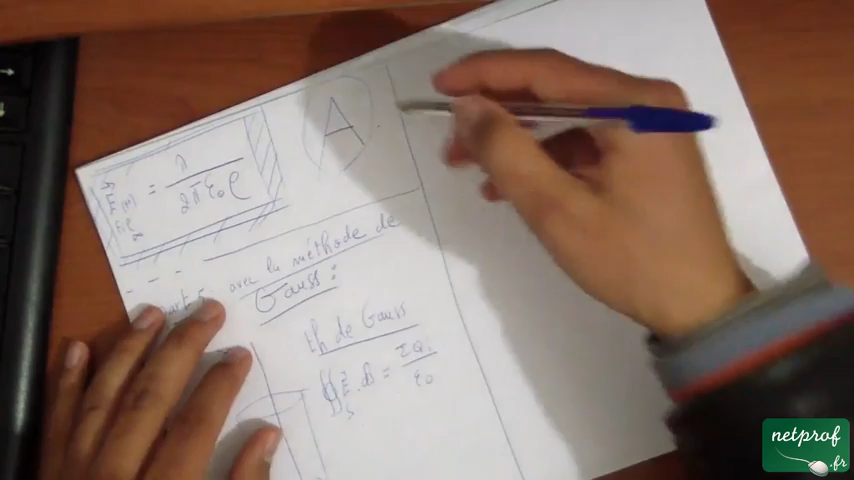 = λ / 2πε₀ρ
A
avec la méthode de
Gauss :
th de Gauss
∯ₛ E⃗ . dS⃗ = ΣQᵢ / ε₀
netprof
.fr